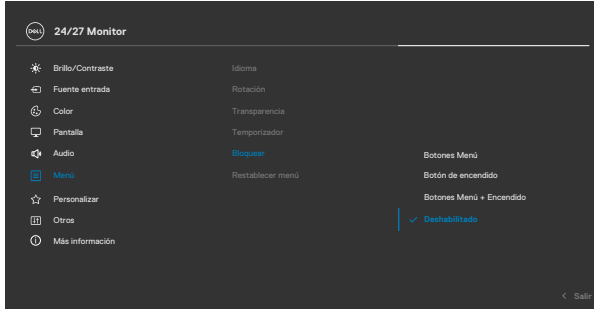 DELL 24/27 Monitor
Brillo/Contraste
Idioma
Fuente entrada
Rotación
Color
Transparencia
Pantalla
Temporizador
Audio
Bloquear
Botones Menú
Menú
Restablecer menú
Botón de encendido
Personalizar
Botones Menú + Encendido
Otros
Deshabilitado
Más información
Salir